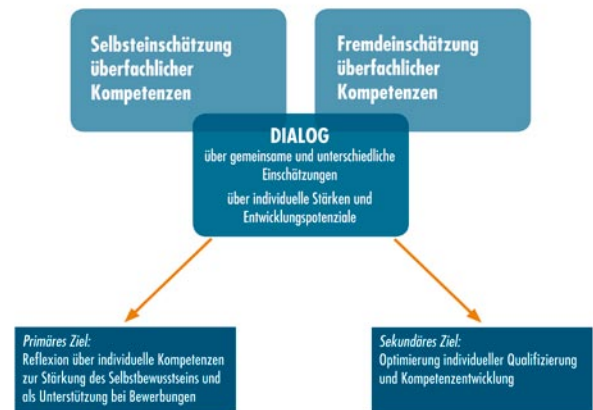 Selbsteinschätzung
überfachlicher
Kompetenzen
Fremdeinschätzung
überfachlicher
Kompetenzen
DIALOG
über gemeinsame und unterschiedliche
Einschätzungen
über individuelle Stärken und
Entwicklungspotenziale
Primäres Ziel:
Reflexion über individuelle Kompetenzen
zur Stärkung des Selbstbewusstseins und
als Unterstützung bei Bewerbungen
Sekundäres Ziel:
Optimierung individueller Qualifizierung
und Kompetenzentwicklung